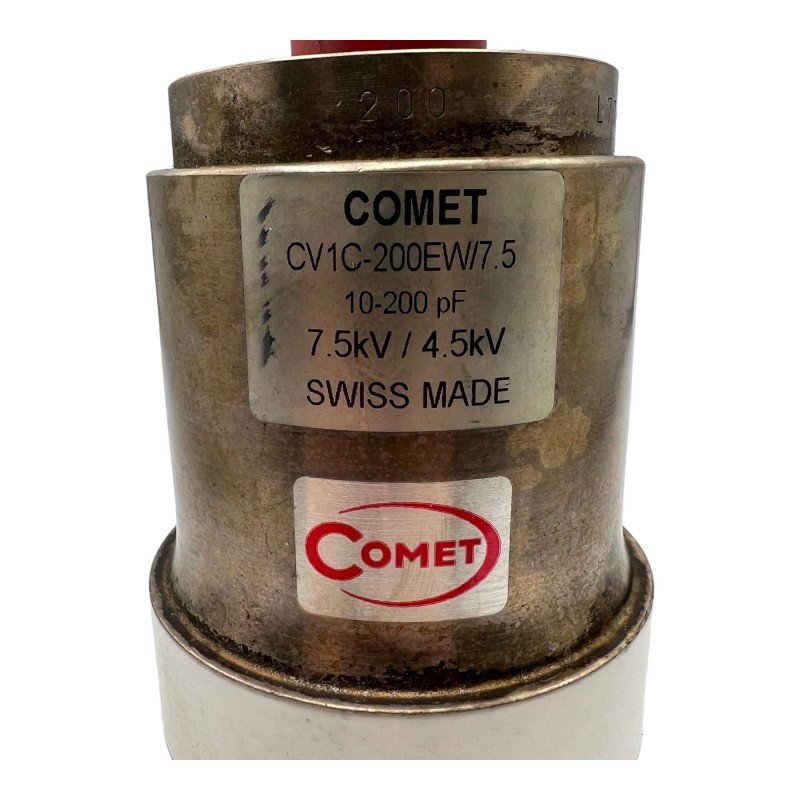 200
COMET
CV1C-200EW/7.5
10-200 pF
7.5kV / 4.5kV
SWISS MADE
COMET